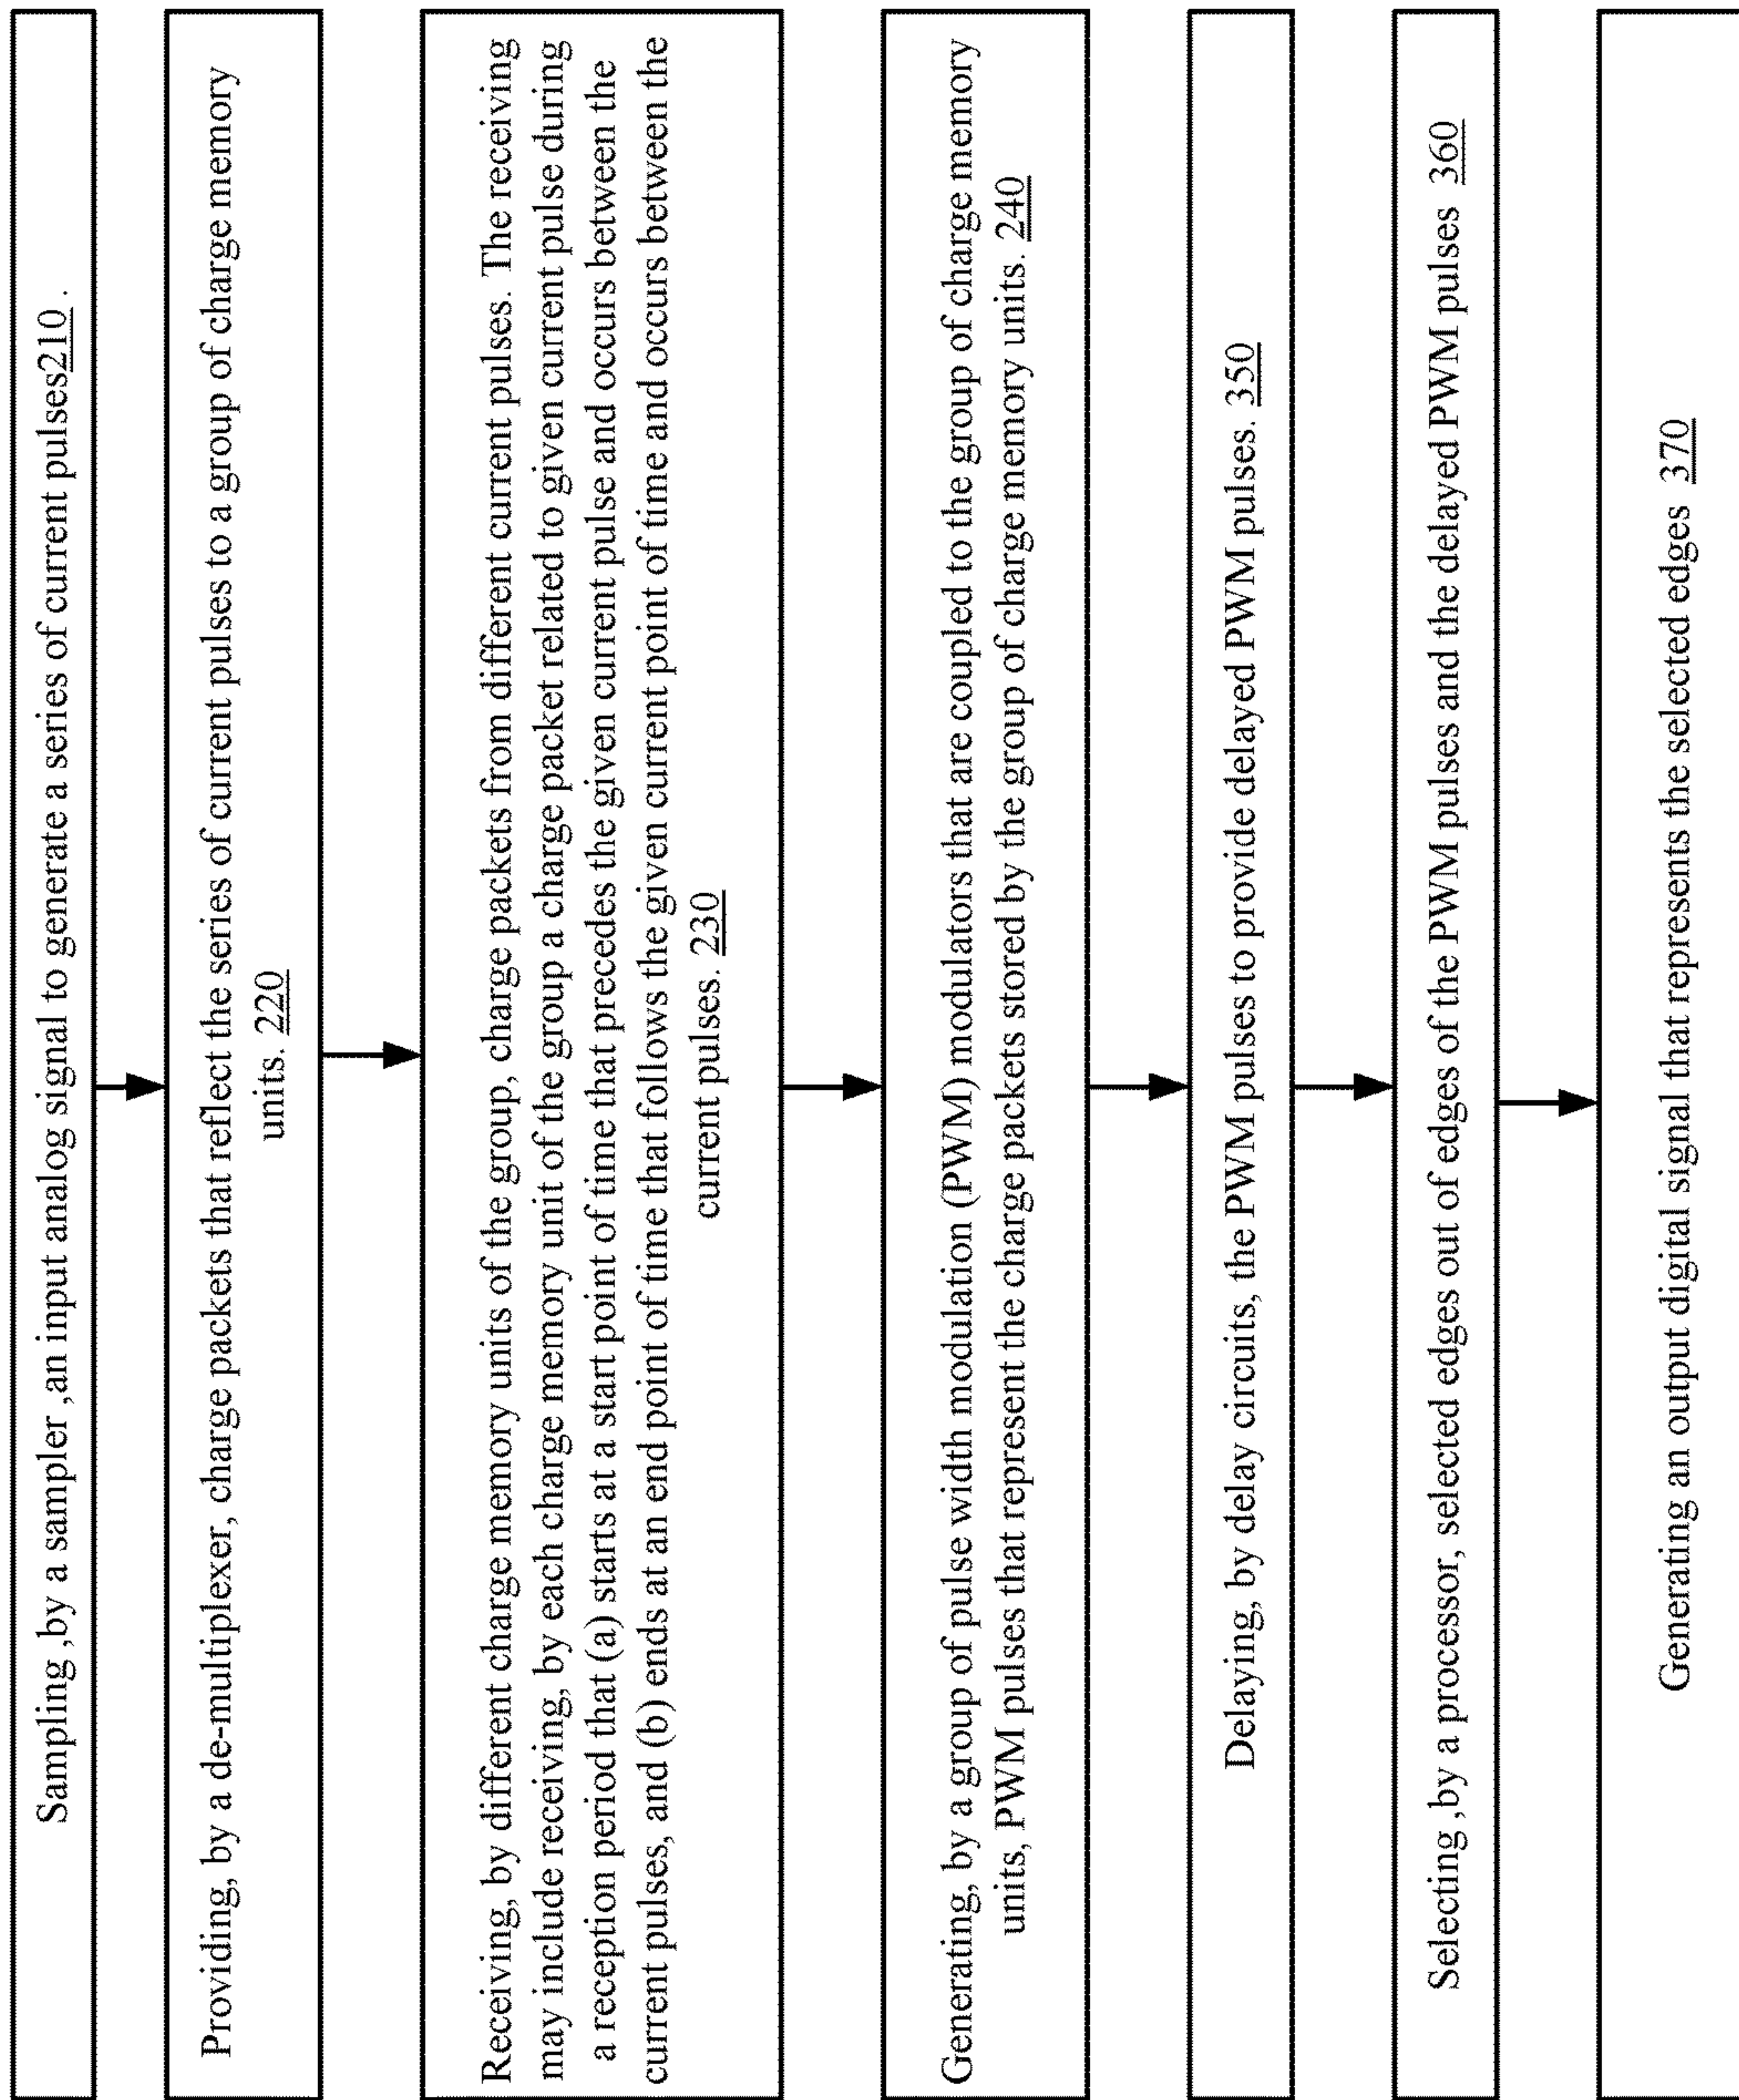 Sampling ,by a sampler ,an input analog signal to generate a series of current pulses210 .
Providing, by a de-multiplexer, charge packets that reflect the series of current pulses to a group of charge memory
units. 220
Receiving, by different charge memory units of the group, charge packets from different current pulses. The receiving
may include receiving, by each charge memory unit of the group a charge packet related to given current pulse during
a reception period that (a) starts at a start point of time that precedes the given current pulse and occurs between the
current pulses, and (b) ends at an end point of time that follows the given current point of time and occurs between the
current pulses. 230
Generating, by a group of pulse width modulation (PWM) modulators that are coupled to the group of charge memory
units, PWM pulses that represent the charge packets stored by the group of charge memory units. 240
Delaying, by delay circuits, the PWM pulses to provide delayed PWM pulses. 350
Selecting ,by a processor, selected edges out of edges of the PWM pulses and the delayed PWM pulses 360
Generating an output digital signal that represents the selected edges 370